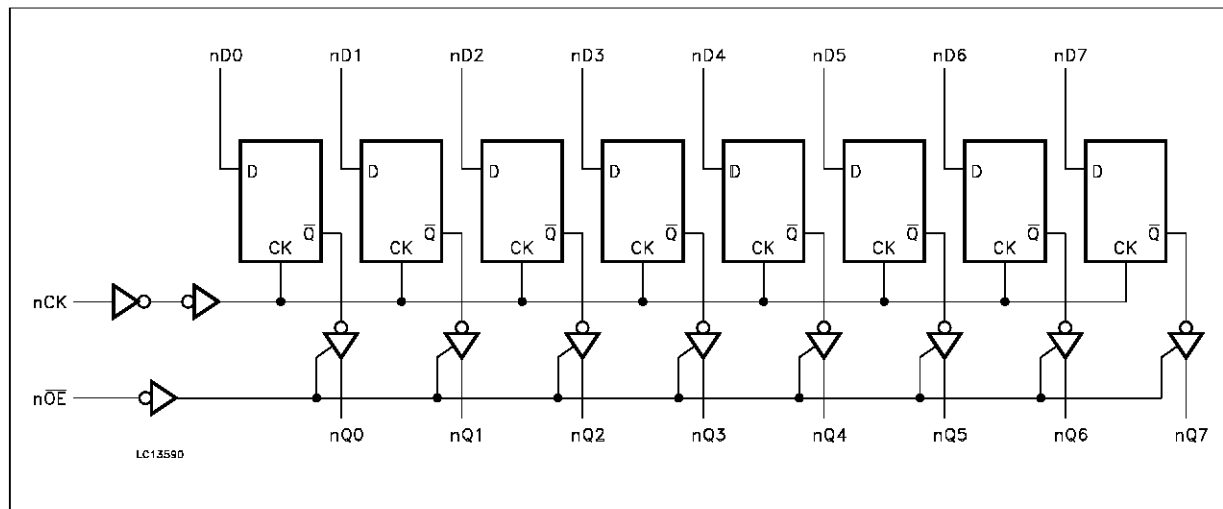 nD0 nD1 nD2 nD3 nD4 nD5 nD6 nD7
D D D D D D D D
Q̅ Q̅ Q̅ Q̅ Q̅ Q̅ Q̅ Q̅
CK CK CK CK CK CK CK CK
nCK
nO̅E̅
nQ0 nQ1 nQ2 nQ3 nQ4 nQ5 nQ6 nQ7
LC13590